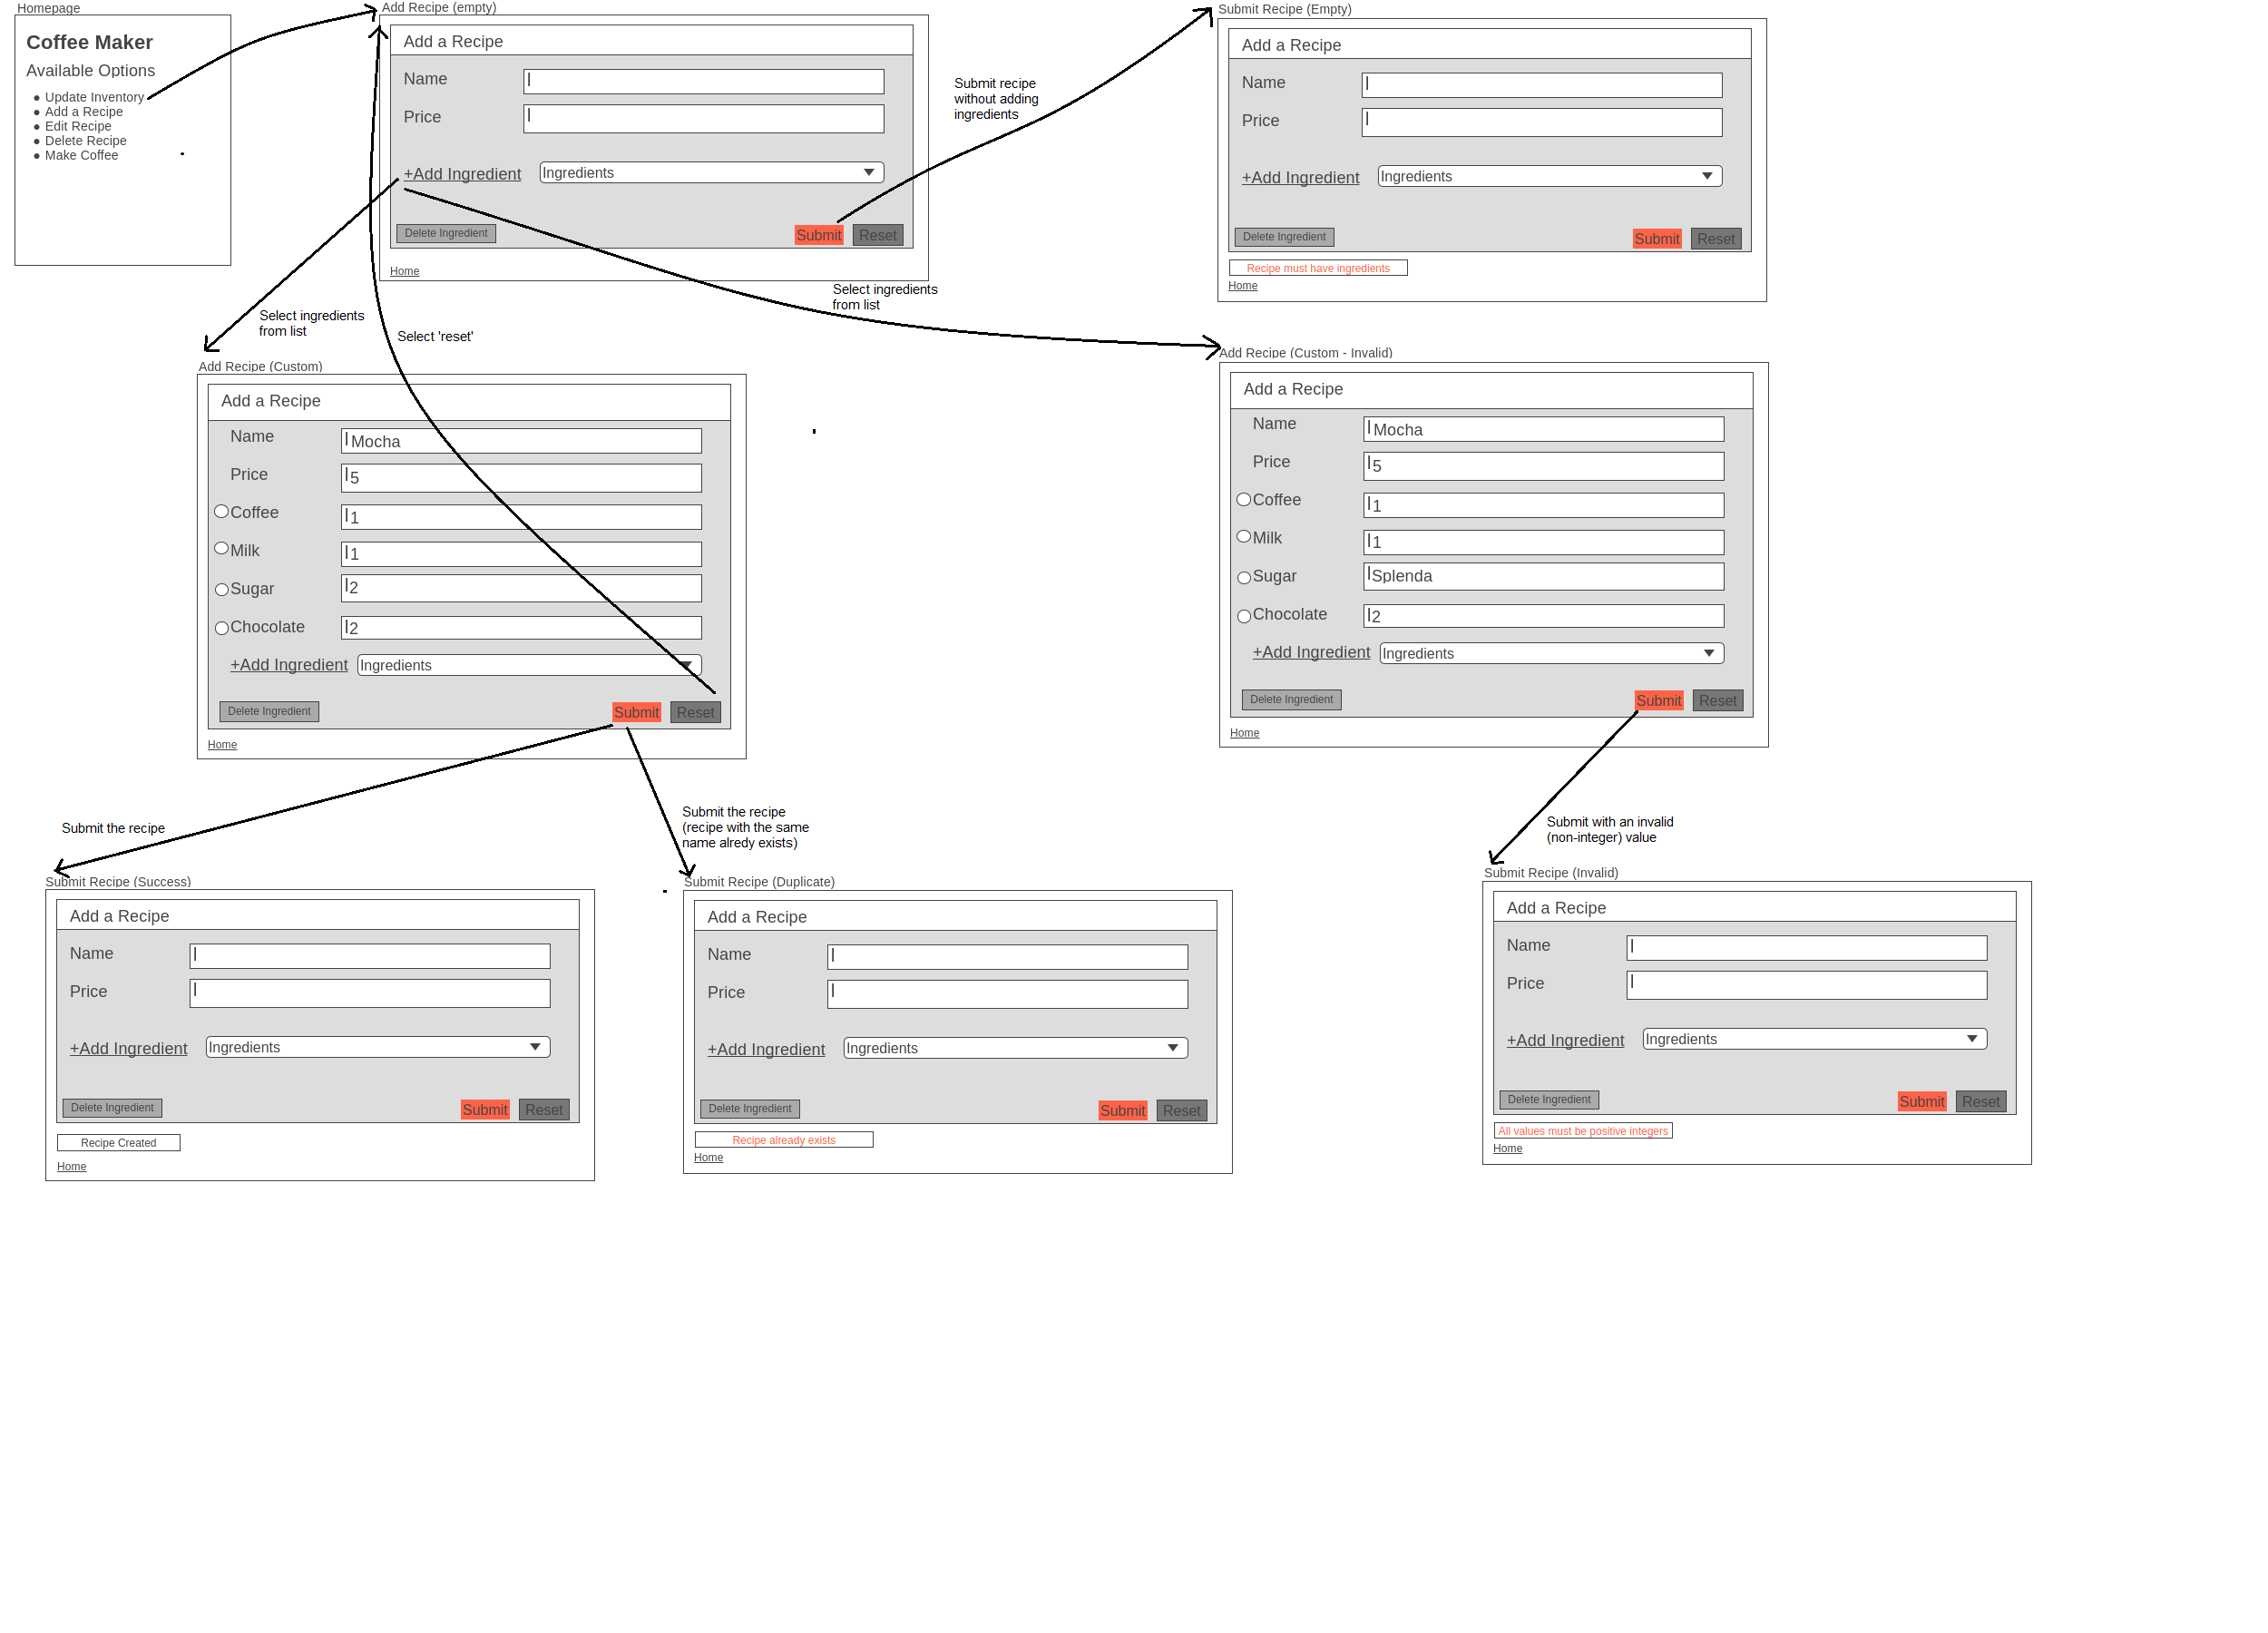 Homepage
Coffee Maker
Available Options
Update Inventory
Add a Recipe
Edit Recipe
Delete Recipe
Make Coffee
Add Recipe (empty)
Add a Recipe
Name
Price
+Add Ingredient
Ingredients
Delete Ingredient
Submit
Reset
Home
Submit recipe
without adding
ingredients
Submit Recipe (Empty)
Add a Recipe
Name
Price
+Add Ingredient
Ingredients
Delete Ingredient
Submit
Reset
Recipe must have ingredients
Home
Select ingredients
from list
Select 'reset'
Select ingredients
from list
Add Recipe (Custom)
Add a Recipe
Name
Mocha
Price
5
Coffee
1
Milk
1
Sugar
2
Chocolate
2
+Add Ingredient
Ingredients
Delete Ingredient
Submit
Reset
Home
Add Recipe (Custom - Invalid)
Add a Recipe
Name
Mocha
Price
5
Coffee
1
Milk
1
Sugar
Splenda
Chocolate
2
+Add Ingredient
Ingredients
Delete Ingredient
Submit
Reset
Home
Submit the recipe
Submit the recipe
(recipe with the same
name alredy exists)
Submit with an invalid
(non-integer) value
Submit Recipe (Success)
Add a Recipe
Name
Price
+Add Ingredient
Ingredients
Delete Ingredient
Submit
Reset
Recipe Created
Home
Submit Recipe (Duplicate)
Add a Recipe
Name
Price
+Add Ingredient
Ingredients
Delete Ingredient
Submit
Reset
Recipe already exists
Home
Submit Recipe (Invalid)
Add a Recipe
Name
Price
+Add Ingredient
Ingredients
Delete Ingredient
Submit
Reset
All values must be positive integers
Home